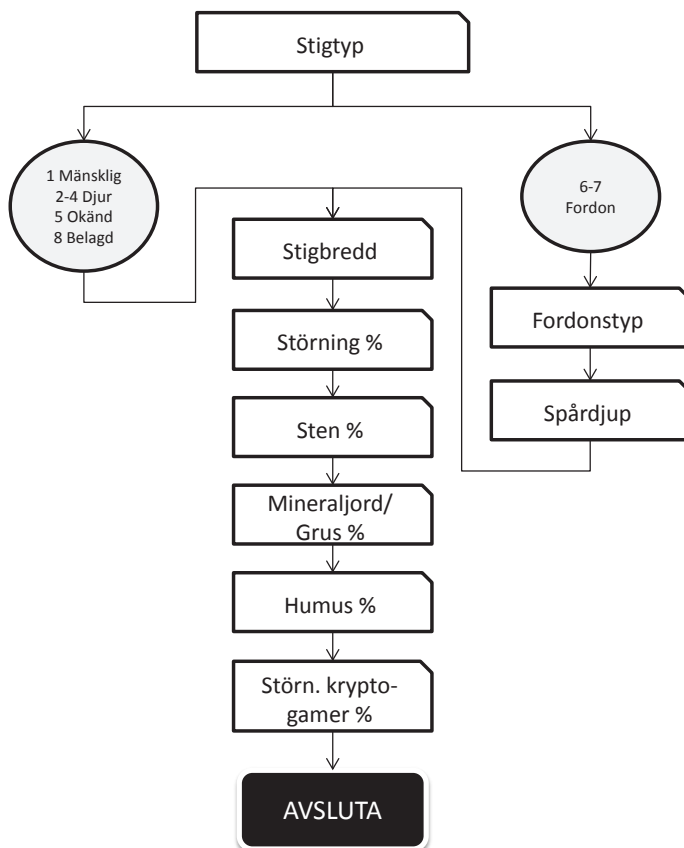 Stigtyp
1 Mänsklig
2-4 Djur
5 Okänd
8 Belagd
6-7
Fordon
Stigbredd
Fordonstyp
Störning %
Spårdjup
Sten %
Mineraljord/
Grus %
Humus %
Störn. krypto-
gamer %
AVSLUTA